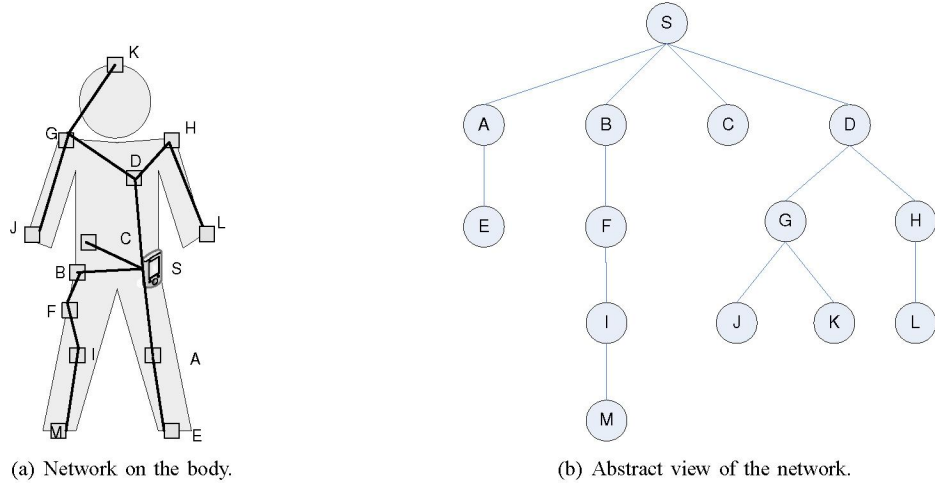 K
G
H
D
J
L
C
B
S
F
I
A
M
E
(a) Network on the body.
S
A
B
C
D
E
F
G
H
I
J
K
L
M
(b) Abstract view of the network.